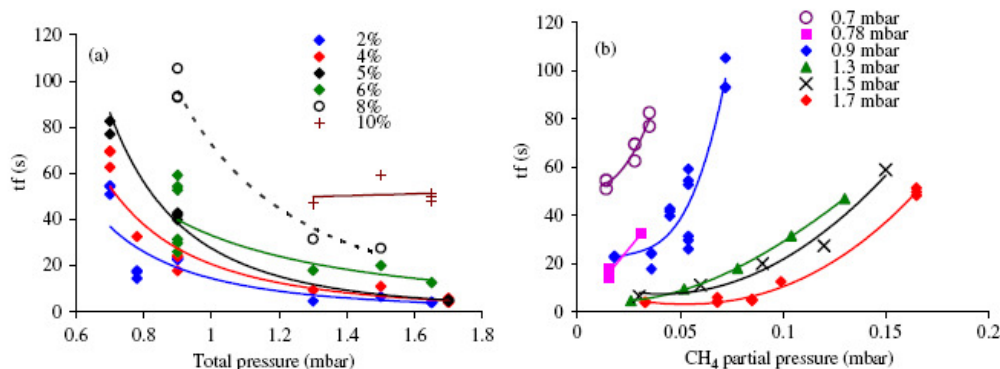 120
100
80
60
40
20
0
tf (s)
(a)
2%
4%
5%
6%
8%
10%
0.6 0.8 1 1.2 1.4 1.6 1.8
Total pressure (mbar)
120
100
80
60
40
20
0
tf (s)
(b)
0.7 mbar
0.78 mbar
0.9 mbar
1.3 mbar
1.5 mbar
1.7 mbar
0 0.05 0.1 0.15 0.2
CH₄ partial pressure (mbar)